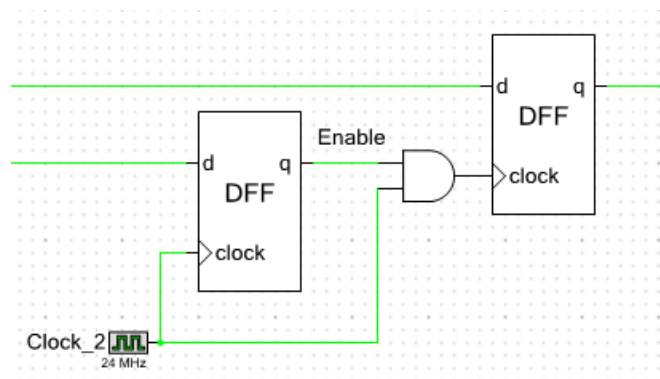 d q
DFF
clock
Enable
d q
DFF
clock
Clock_2
24 MHz